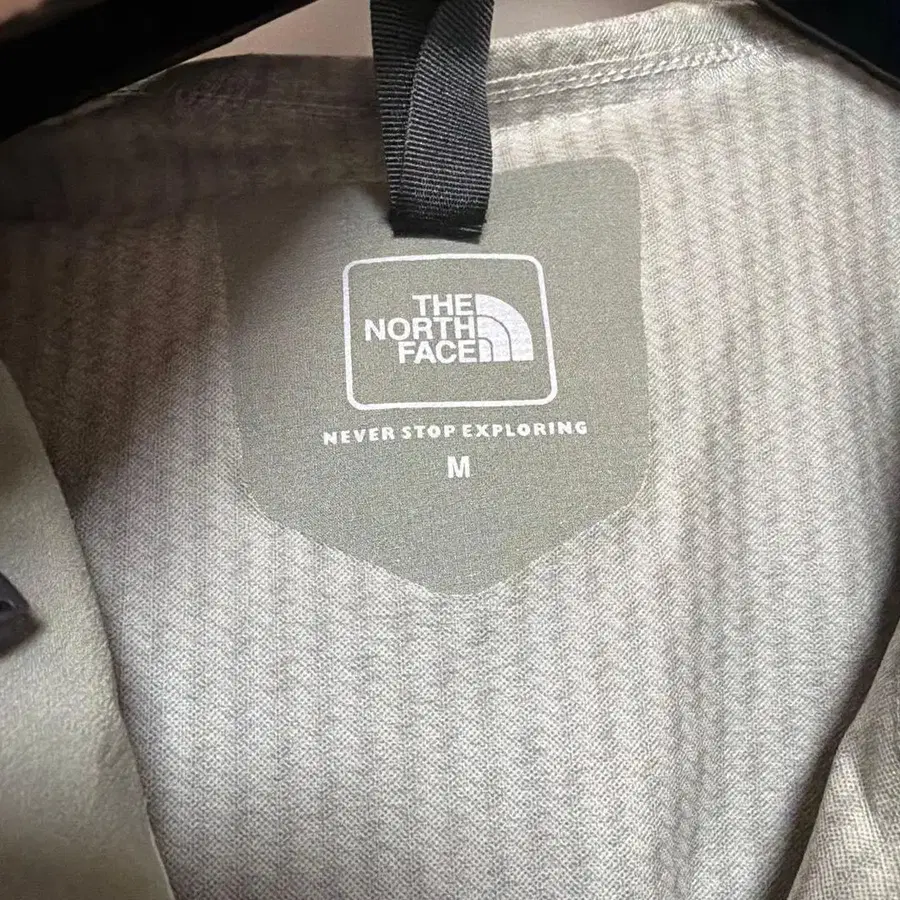 THE
NORTH
FACE
NEVER STOP EXPLORING
M